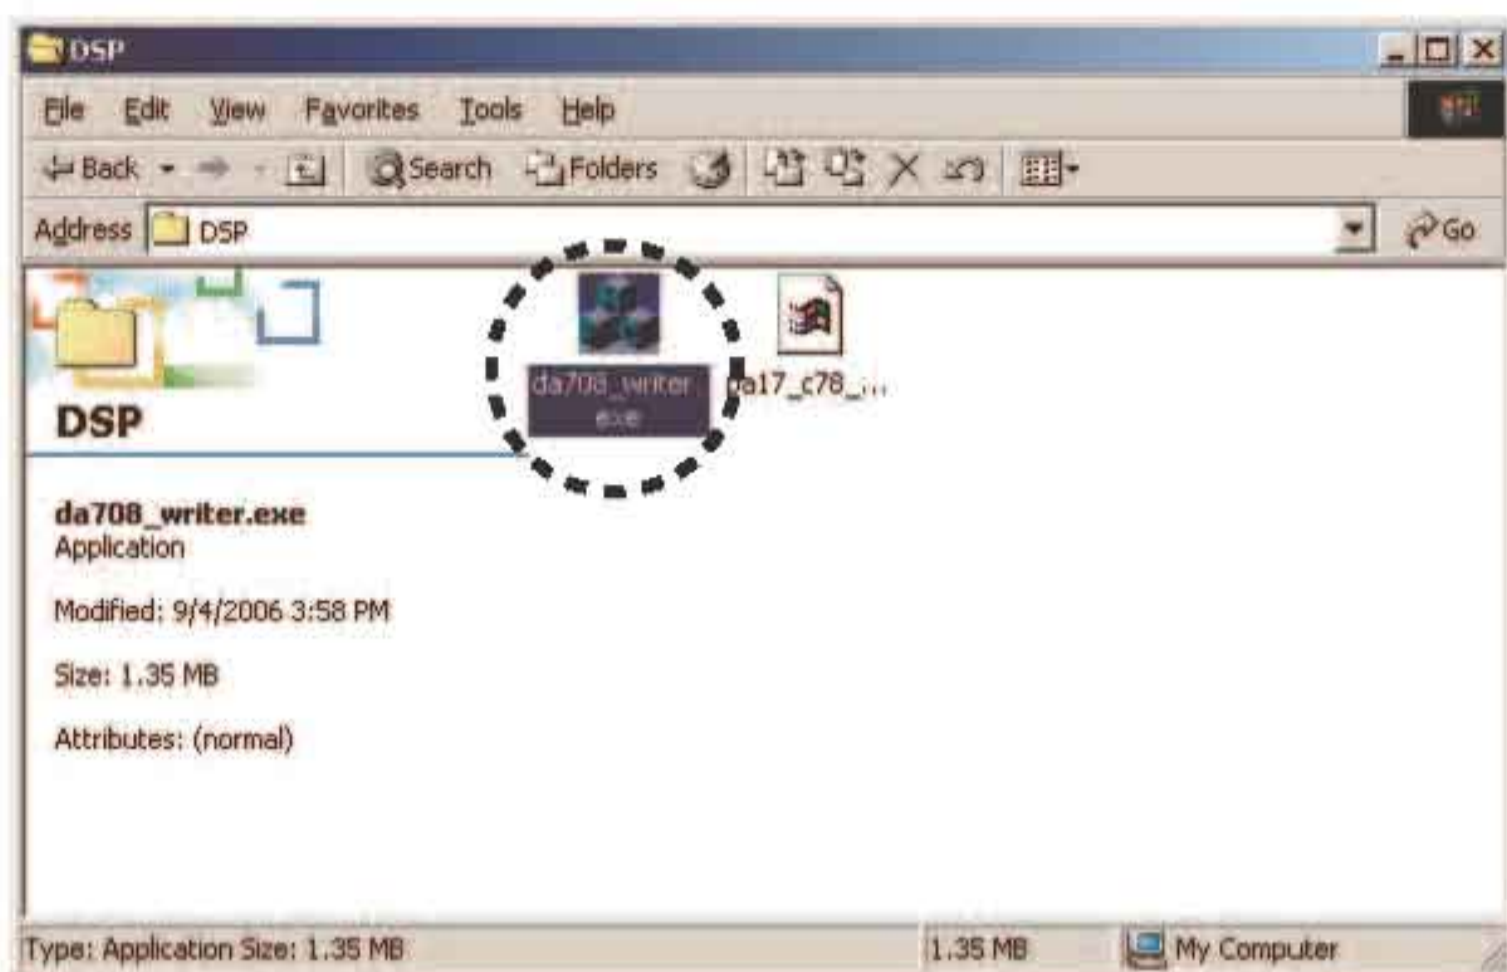 DSP
File Edit View Favorites Tools Help
Back Search Folders
Address DSP Go
da708_writer.exe
pa17_c78_...
DSP
da708_writer.exe
Application
Modified: 9/4/2006 3:58 PM
Size: 1.35 MB
Attributes: (normal)
Type: Application Size: 1.35 MB 1.35 MB My Computer